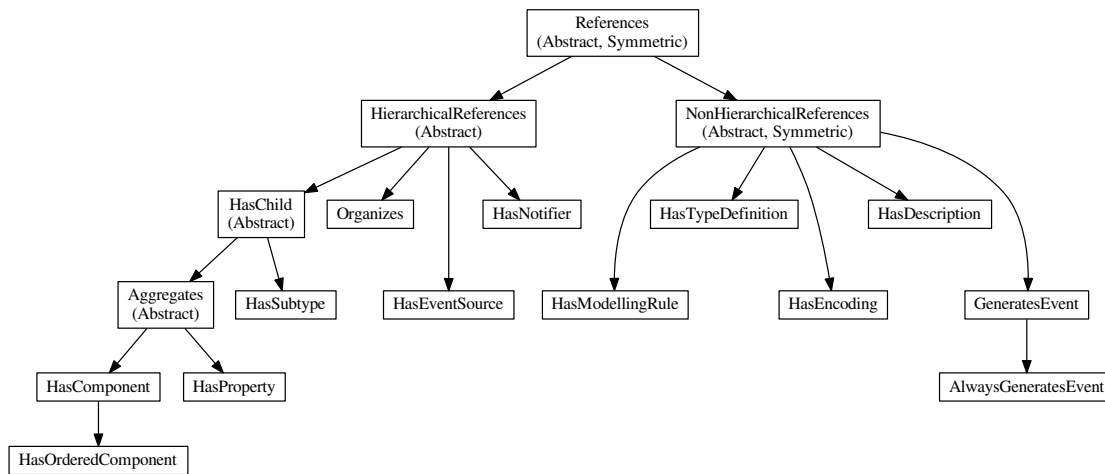 References
(Abstract, Symmetric)
HierarchicalReferences
(Abstract)
NonHierarchicalReferences
(Abstract, Symmetric)
HasChild
(Abstract)
Organizes
HasNotifier
HasTypeDefinition
HasDescription
Aggregates
(Abstract)
HasSubtype
HasEventSource
HasModellingRule
HasEncoding
GeneratesEvent
HasComponent
HasProperty
AlwaysGeneratesEvent
HasOrderedComponent